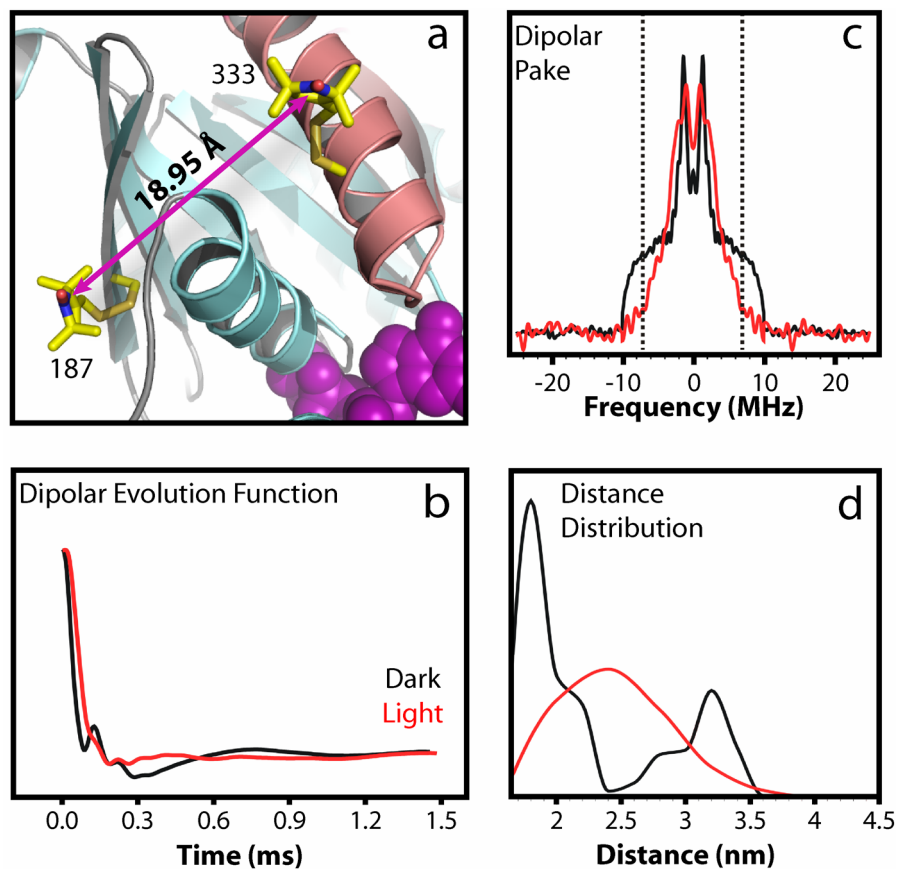 a
333
18.95 Å
187
c
Dipolar
Pake
-20 -10 0 10 20
Frequency (MHz)
Dipolar Evolution Function
b
Dark
Light
0.0 0.3 0.6 0.9 1.2 1.5
Time (ms)
Distance
Distribution
d
2 2.5 3 3.5 4 4.5
Distance (nm)